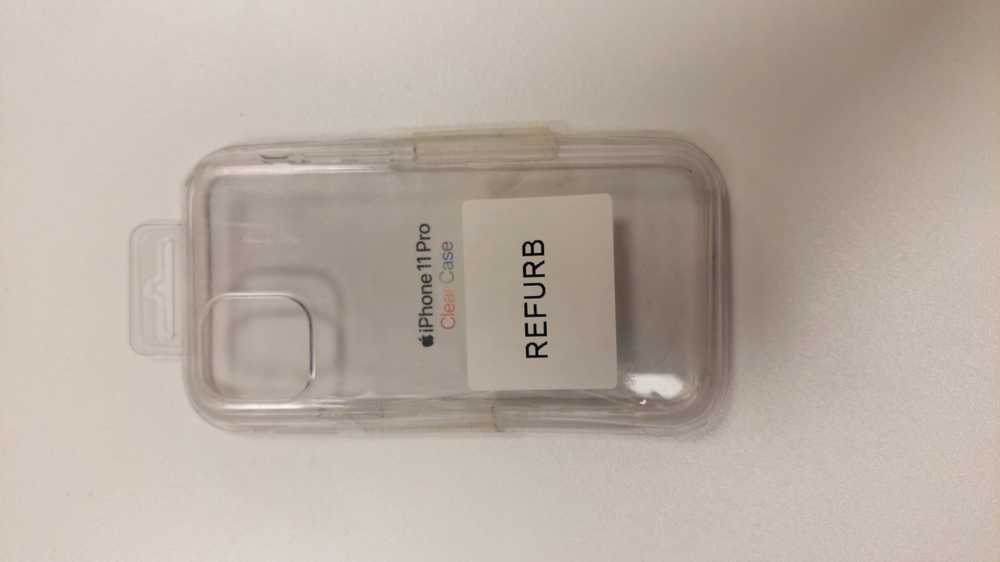 iPhone 11 Pro
Clear Case
REFURB